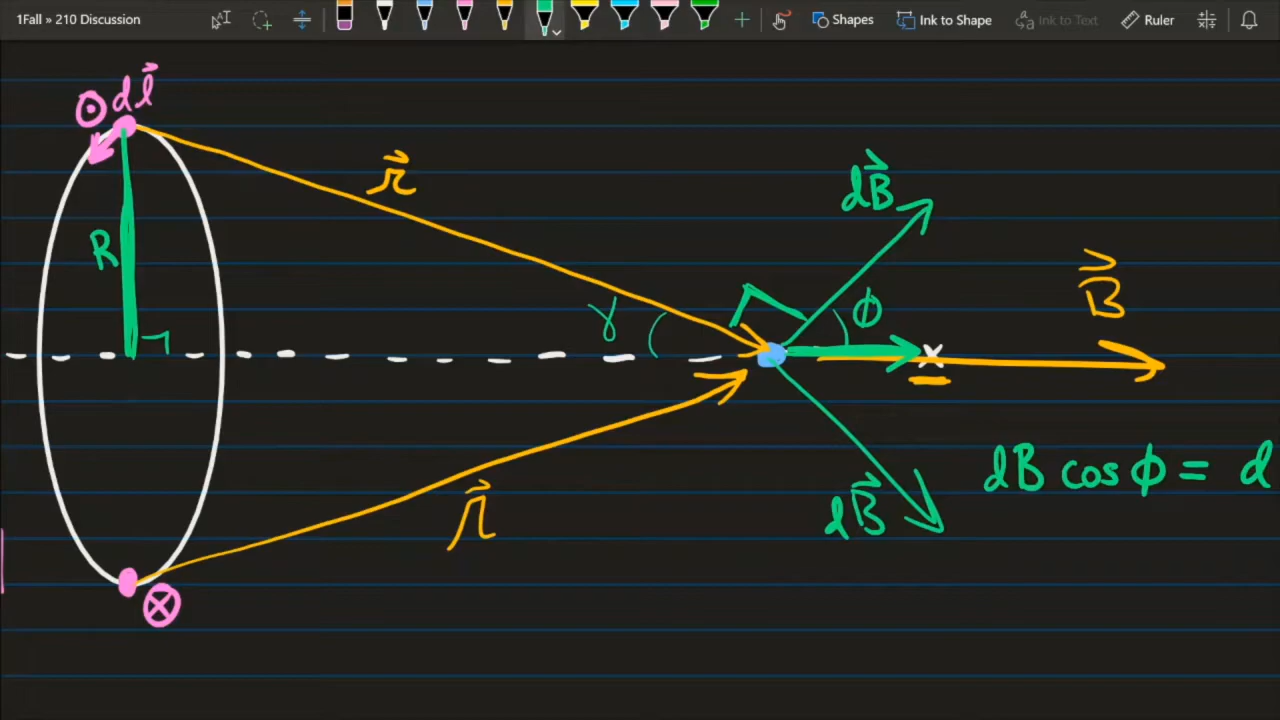 1Fall » 210 Discussion
Shapes
Ink to Shape
Ink to Text
Ruler
⊙ dl⃗
R
r⃗
γ
dB⃗
ϕ
B⃗
x
r⃗
dB⃗
dB cos ϕ = d
⊗